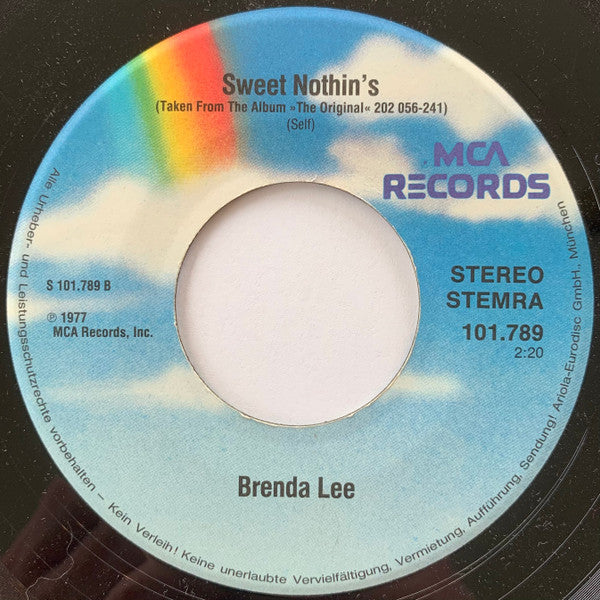 Sweet Nothin's
(Taken From The Album »The Original« 202 056-241)
(Self)
MCA
RECORDS
S 101.789 B
℗ 1977
MCA Records, Inc.
STEREO
STEMRA
101.789
2:20
Brenda Lee
Alle Urheber- und Leistungsschutzrechte vorbehalten – Kein Verleih! Keine unerlaubte Vervielfältigung, Vermietung, Aufführung, Sendung! Ariola-Eurodisc GmbH, München